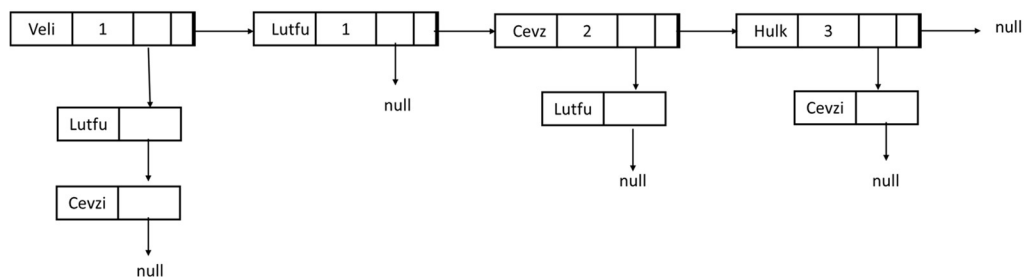 Veli 1
Lutfu 1
Cevz 2
Hulk 3
null
null
Lutfu
Lutfu
Cevzi
null
null
Cevzi
null